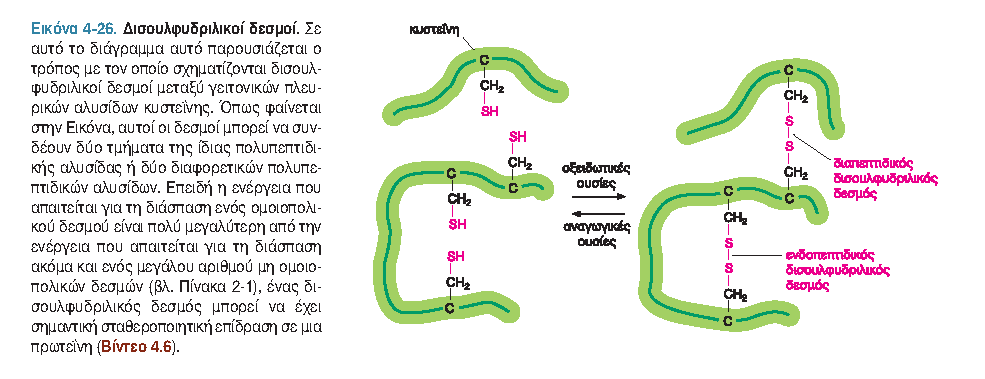 Εικόνα 4-26. Δισουλφυδριλικοί δεσμοί. Σε
αυτό το διάγραμμα αυτό παρουσιάζεται ο
τρόπος με τον οποίο σχηματίζονται δισουλ-
φυδριλικοί δεσμοί μεταξύ γειτονικών πλευ-
ρικών αλυσίδων κυστεΐνης. Όπως φαίνεται
στην Εικόνα, αυτοί οι δεσμοί μπορεί να συν-
δέουν δύο τμήματα της ίδιας πολυπεπτιδι-
κής αλυσίδας ή δύο διαφορετικών πολυπε-
πτιδικών αλυσίδων. Επειδή η ενέργεια που
απαιτείται για τη διάσπαση ενός ομοιοπολι-
κού δεσμού είναι πολύ μεγαλύτερη από την
ενέργεια που απαιτείται για τη διάσπαση
ακόμα και ενός μεγάλου αριθμού μη ομοιο-
πολικών δεσμών (βλ. Πίνακα 2-1), ένας δι-
σουλφυδριλικός δεσμός μπορεί να έχει
σημαντική σταθεροποιητική επίδραση σε μια
πρωτεΐνη (Βίντεο 4.6).
κυστεΐνη
C
CH2
SH
SH
CH2
C
C
CH2
SH
SH
CH2
C
οξειδωτικές
ουσίες
αναγωγικές
ουσίες
C
CH2
S
S
CH2
C
διαπεπτιδικός
δισουλφυδριλικός
δεσμός
C
CH2
S
S
CH2
C
ενδοπεπτιδικός
δισουλφυδριλικός
δεσμός